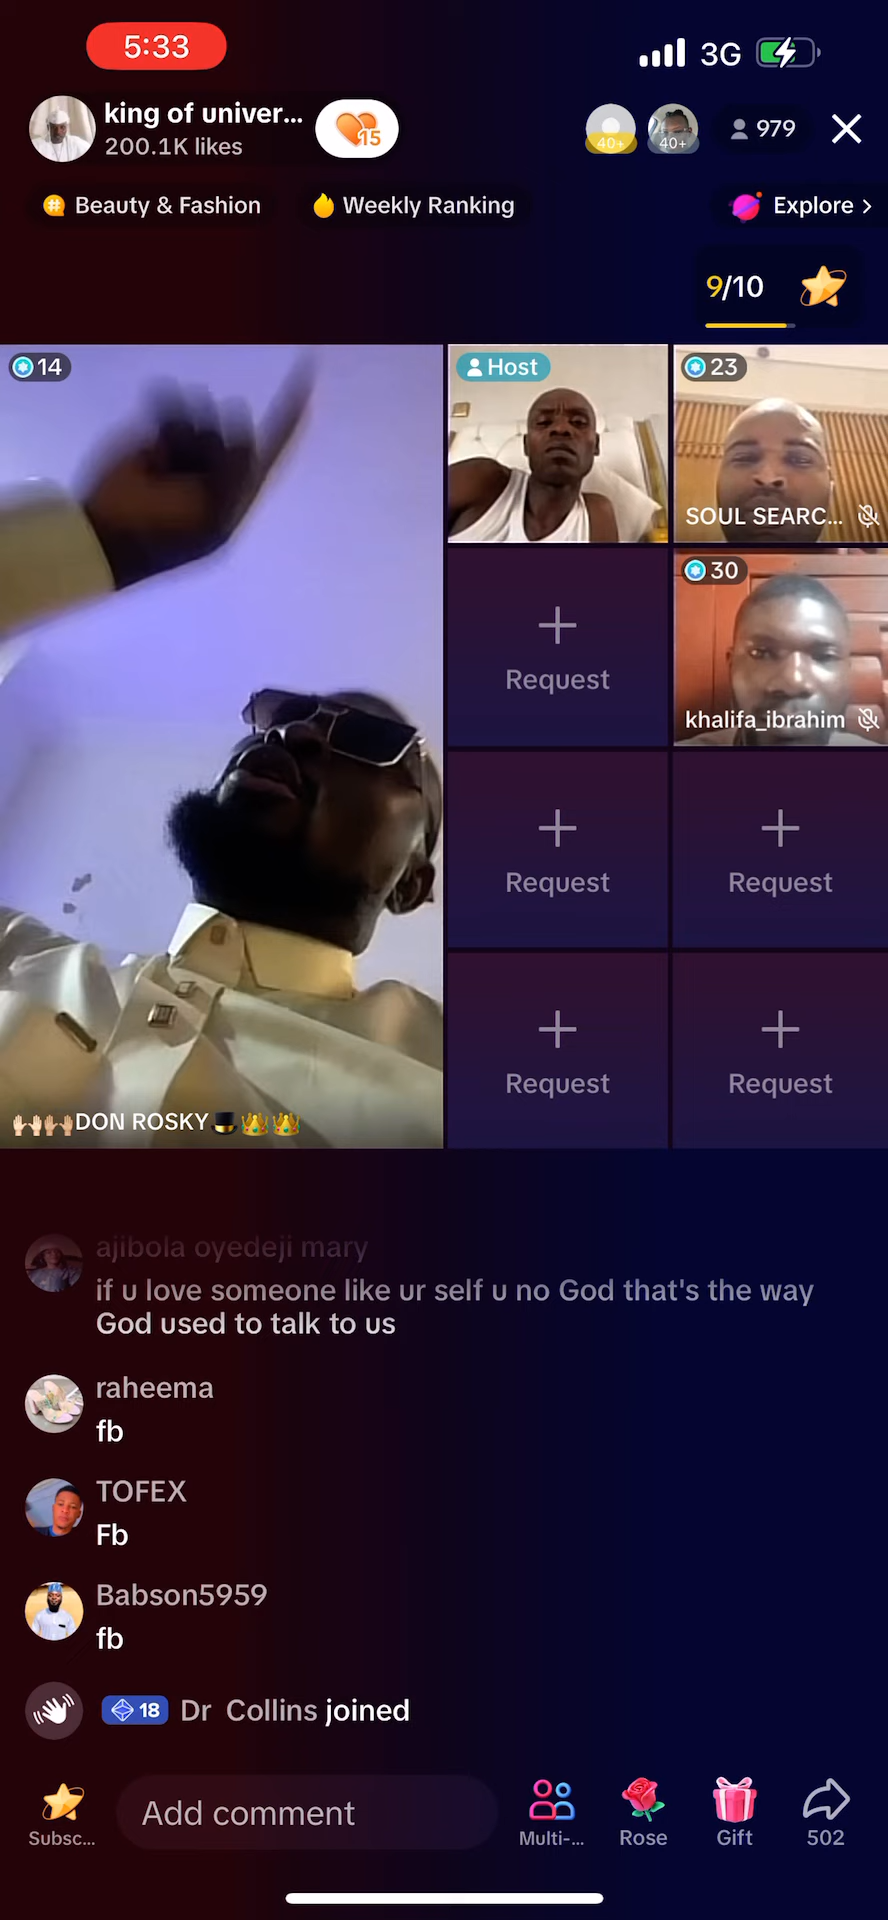 5:33
3G
king of univer...
200.1K likes
15
40+
40+
979
Beauty & Fashion
Weekly Ranking
Explore >
9/10
14
Host
23
SOUL SEARC...
Request
30
khalifa_ibrahim
Request
Request
Request
Request
🙌🏻🙌🏼DON ROSKY🎩👑👑
ajibola oyedeji mary
if u love someone like ur self u no God that's the way
God used to talk to us
raheema
fb
TOFEX
Fb
Babson5959
fb
18 Dr Collins joined
Subsc...
Add comment
Multi-...
Rose
Gift
502